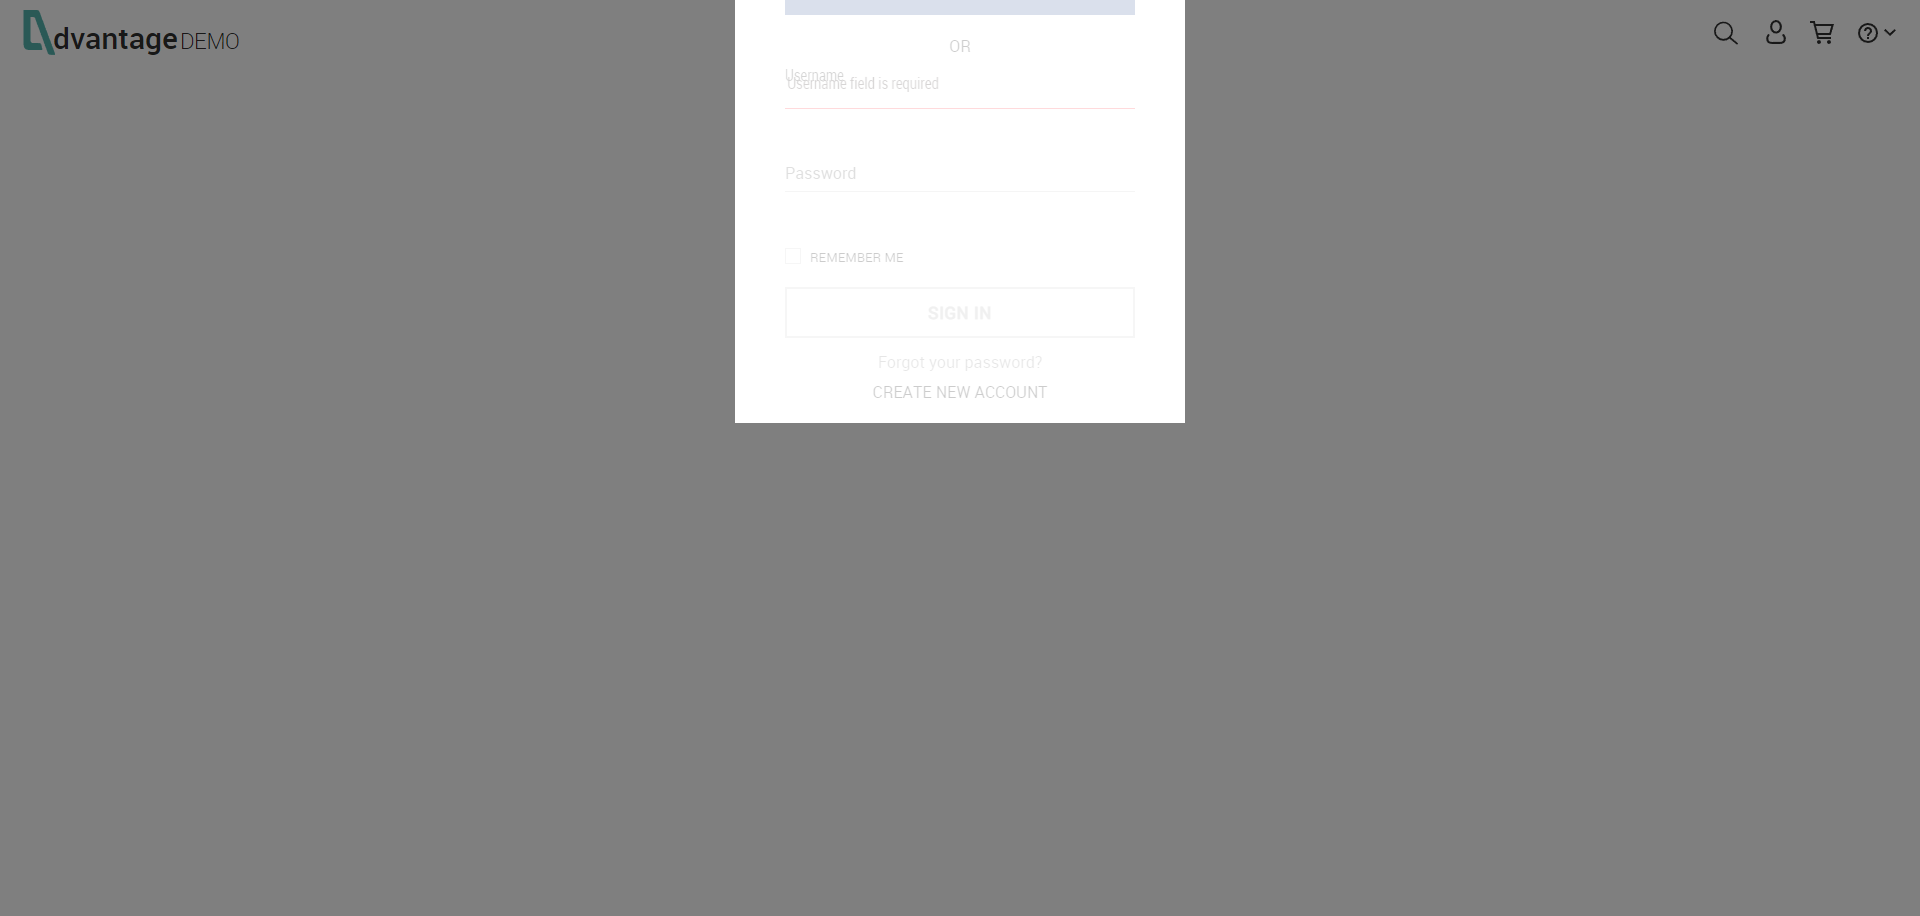 dvantage DEMO
OR
Username
Username field is required
Password
REMEMBER ME
SIGN IN
Forgot your password?
CREATE NEW ACCOUNT